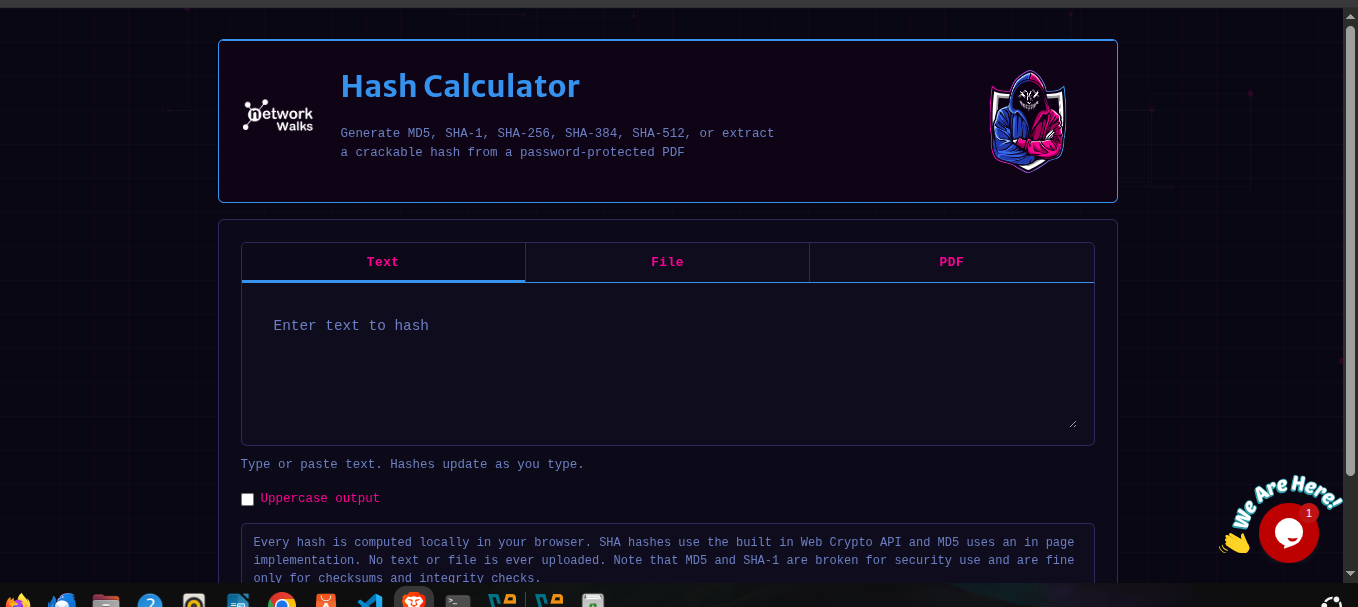 network
Walks
Hash Calculator
Generate MD5, SHA-1, SHA-256, SHA-384, SHA-512, or extract
a crackable hash from a password-protected PDF
Text
File
PDF
Enter text to hash
Type or paste text. Hashes update as you type.
Uppercase output
Every hash is computed locally in your browser. SHA hashes use the built in Web Crypto API and MD5 uses an in page
implementation. No text or file is ever uploaded. Note that MD5 and SHA-1 are broken for security use and are fine
only for checksums and integrity checks.
We Are Here!
1
?
>_